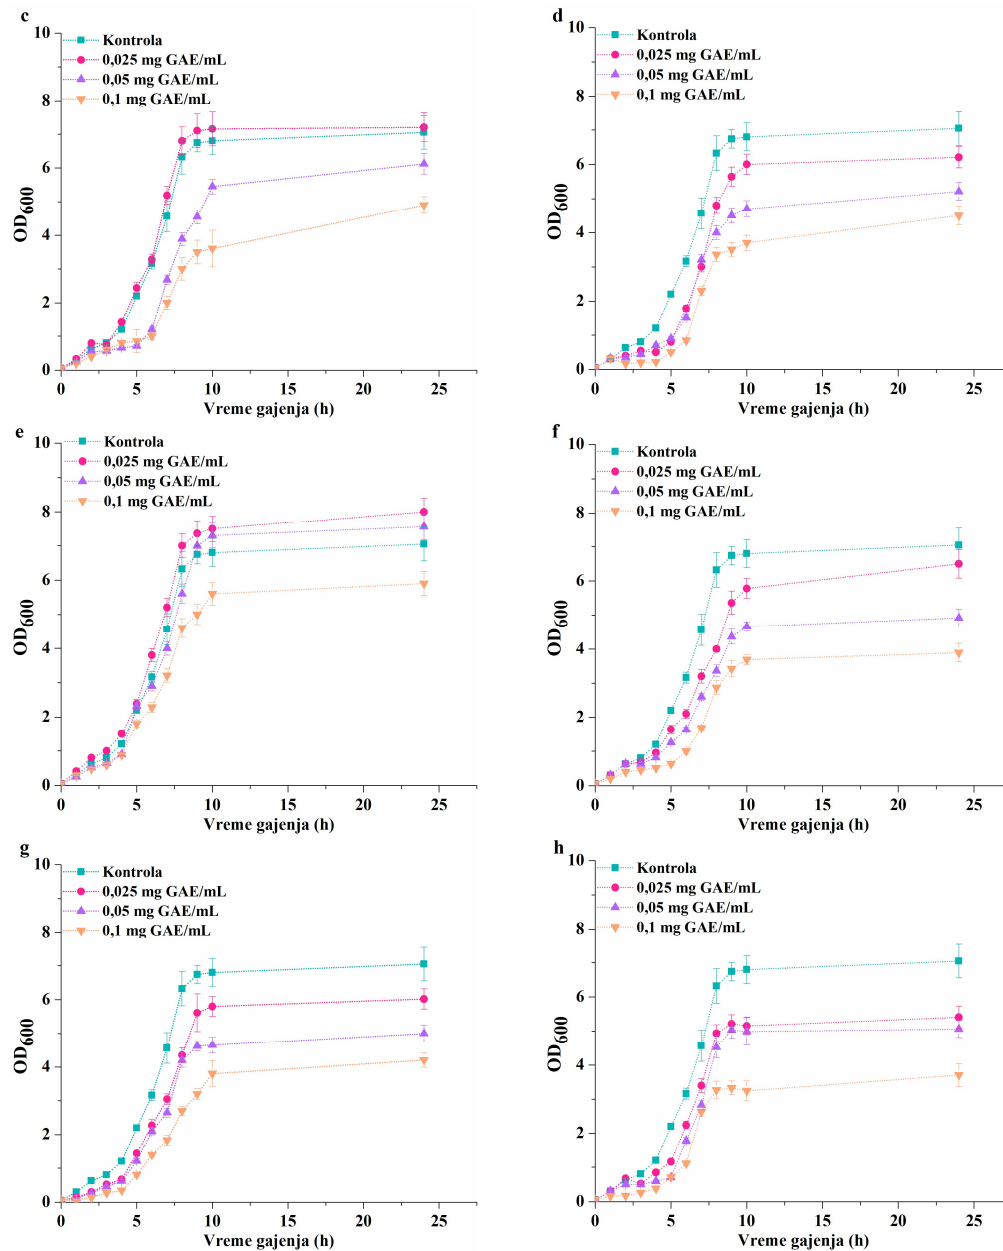 c
10
8
6
4
2
0
OD600
Kontrola
0,025 mg GAE/mL
0,05 mg GAE/mL
0,1 mg GAE/mL
0 5 10 15 20 25
Vreme gajenja (h)
d
10
8
6
4
2
0
OD600
Kontrola
0,025 mg GAE/mL
0,05 mg GAE/mL
0,1 mg GAE/mL
0 5 10 15 20 25
Vreme gajenja (h)
e
10
8
6
4
2
0
OD600
Kontrola
0,025 mg GAE/mL
0,05 mg GAE/mL
0,1 mg GAE/mL
0 5 10 15 20 25
Vreme gajenja (h)
f
10
8
6
4
2
0
OD600
Kontrola
0,025 mg GAE/mL
0,05 mg GAE/mL
0,1 mg GAE/mL
0 5 10 15 20 25
Vreme gajenja (h)
g
10
8
6
4
2
0
OD600
Kontrola
0,025 mg GAE/mL
0,05 mg GAE/mL
0,1 mg GAE/mL
0 5 10 15 20 25
Vreme gajenja (h)
h
10
8
6
4
2
0
OD600
Kontrola
0,025 mg GAE/mL
0,05 mg GAE/mL
0,1 mg GAE/mL
0 5 10 15 20 25
Vreme gajenja (h)